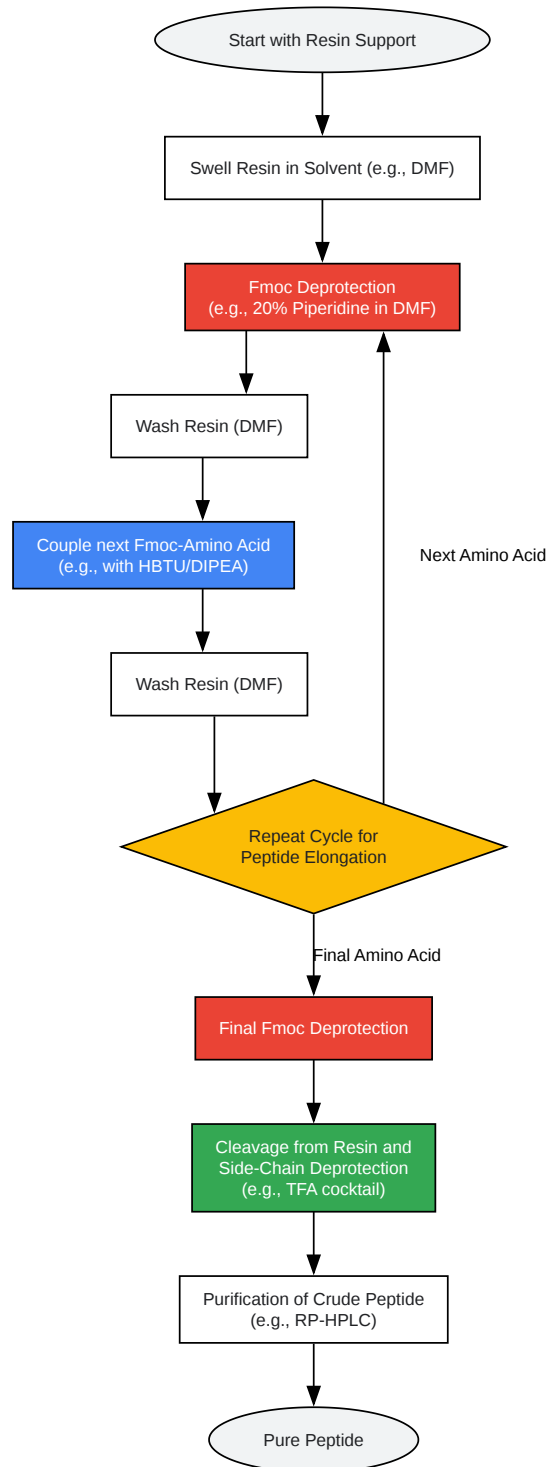 Start with Resin Support
Swell Resin in Solvent (e.g., DMF)
Fmoc Deprotection
(e.g., 20% Piperidine in DMF)
Wash Resin (DMF)
Couple next Fmoc-Amino Acid
(e.g., with HBTU/DIPEA)
Next Amino Acid
Wash Resin (DMF)
Repeat Cycle for
Peptide Elongation
Final Amino Acid
Final Fmoc Deprotection
Cleavage from Resin and
Side-Chain Deprotection
(e.g., TFA cocktail)
Purification of Crude Peptide
(e.g., RP-HPLC)
Pure Peptide